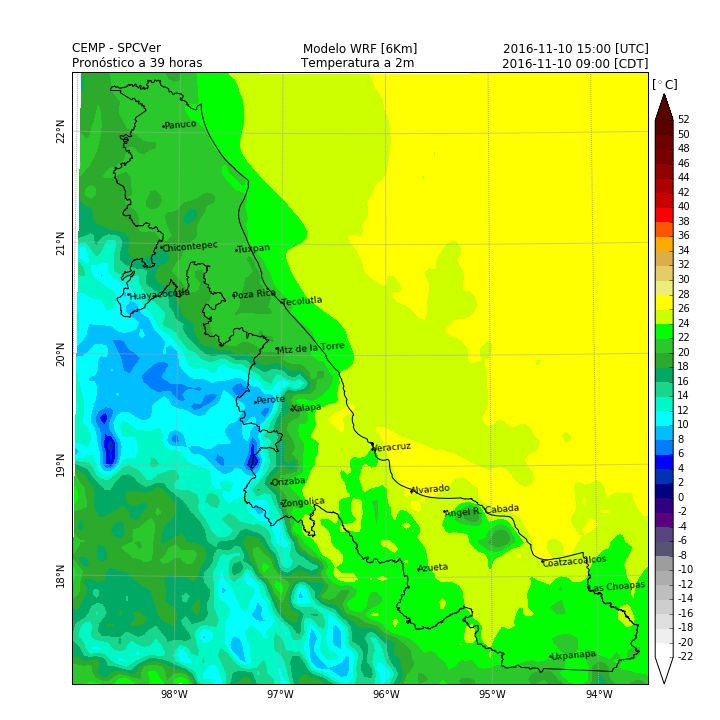 CEMP - SPCVer Modelo WRF [6Km] 2016-11-10 15:00 [UTC]
Pronóstico a 39 horas Temperatura a 2m 2016-11-10 09:00 [CDT]
[°C]
52
50
48
46
44
42
40
38
36
34
32
30
28
26
24
22
20
18
16
14
12
10
8
6
4
2
0
-2
-4
-6
-8
-10
-12
-14
-16
-18
-20
-22
22°N
21°N
20°N
19°N
18°N
Panuco
Chicontepec
Tuxpan
Huayacocotla
Poza Rica
Tecolutla
Mtz de la Torre
Perote
Xalapa
Veracruz
Orizaba
Alvarado
Zongolica
Angel R. Cabada
Azueta
Coatzacoalcos
Las Choapas
Uxpanapa
98°W 97°W 96°W 95°W 94°W